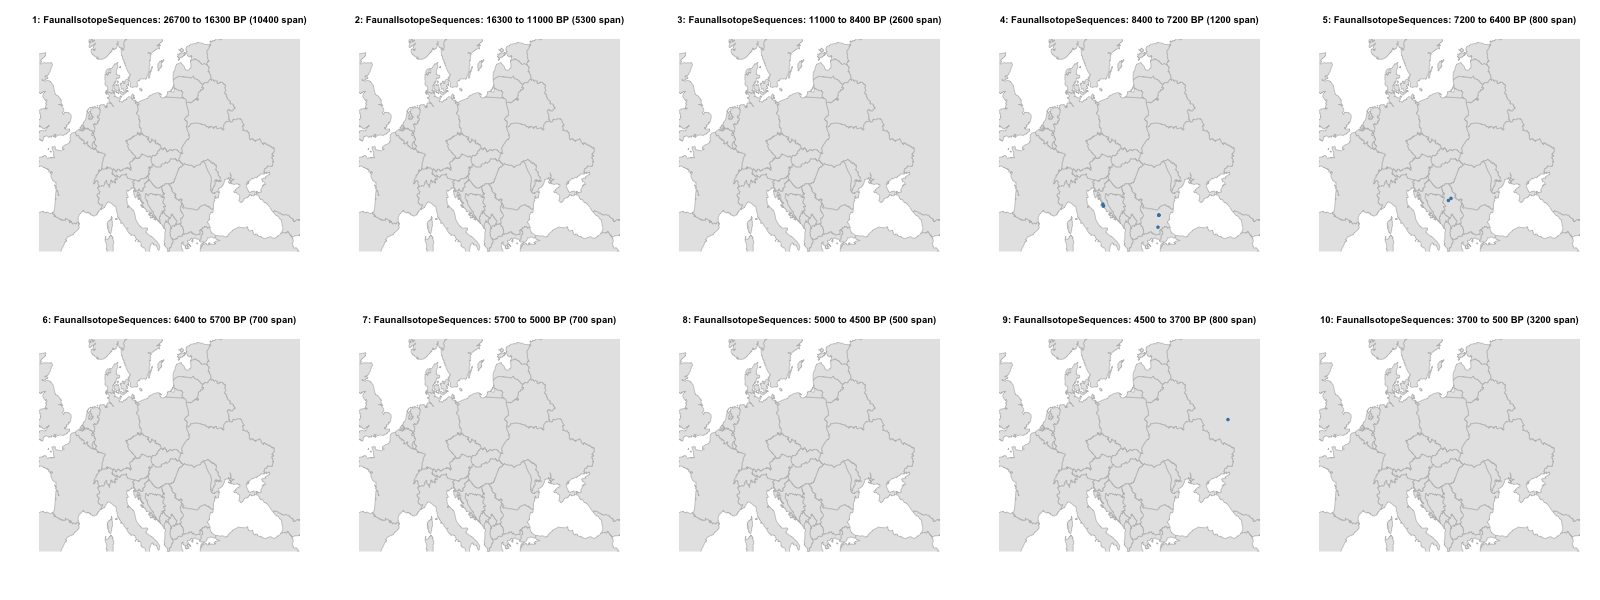 1: FaunalIsotopeSequences: 26700 to 16300 BP (10400 span)
2: FaunalIsotopeSequences: 16300 to 11000 BP (5300 span)
3: FaunalIsotopeSequences: 11000 to 8400 BP (2600 span)
4: FaunalIsotopeSequences: 8400 to 7200 BP (1200 span)
5: FaunalIsotopeSequences: 7200 to 6400 BP (800 span)
6: FaunalIsotopeSequences: 6400 to 5700 BP (700 span)
7: FaunalIsotopeSequences: 5700 to 5000 BP (700 span)
8: FaunalIsotopeSequences: 5000 to 4500 BP (500 span)
9: FaunalIsotopeSequences: 4500 to 3700 BP (800 span)
10: FaunalIsotopeSequences: 3700 to 500 BP (3200 span)